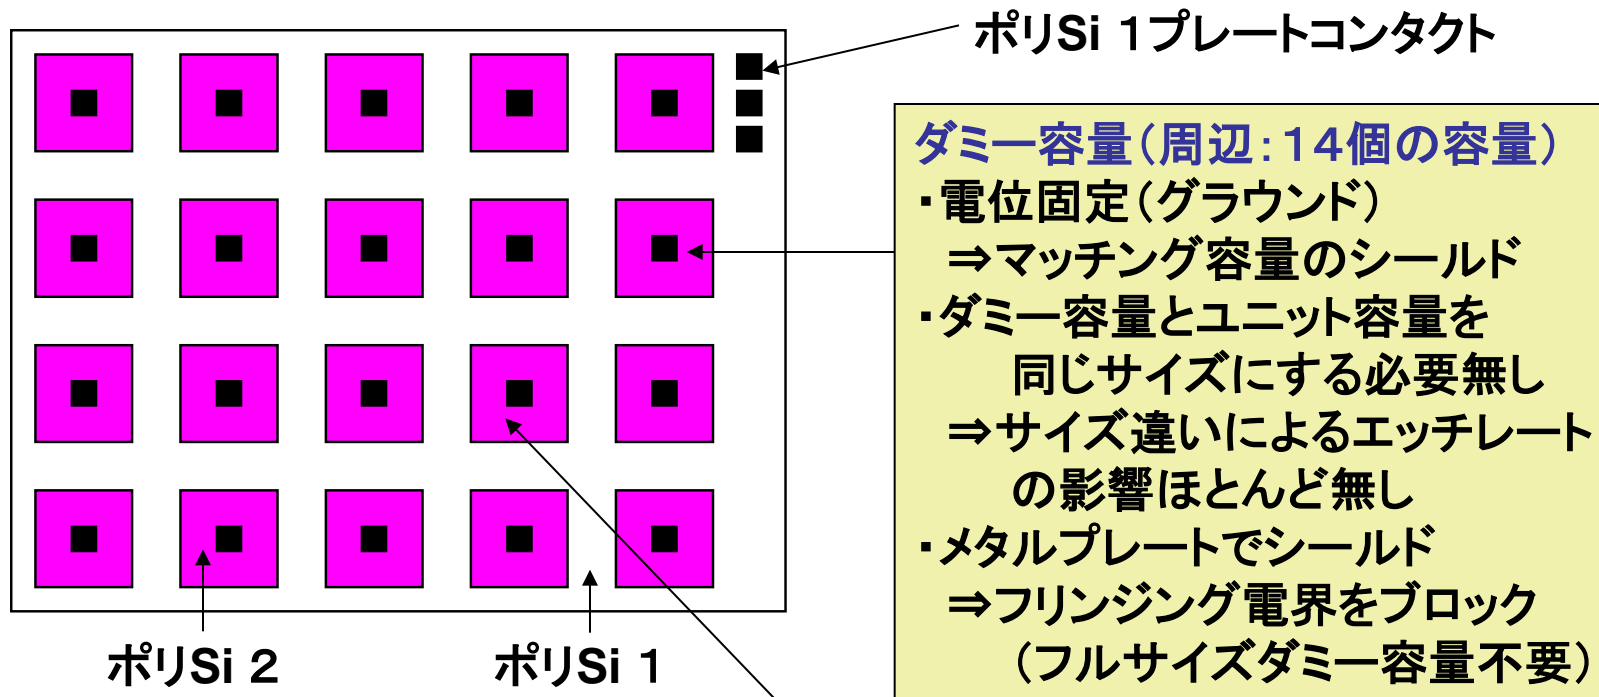 ポリSi 1プレートコンタクト
ダミー容量(周辺:14個の容量)
・電位固定(グラウンド)
⇒マッチング容量のシールド
・ダミー容量とユニット容量を
同じサイズにする必要無し
⇒サイズ違いによるエッチレート
の影響ほとんど無し
・メタルプレートでシールド
⇒フリンジング電界をブロック
(フルサイズダミー容量不要)
ポリSi 2
ポリSi 1